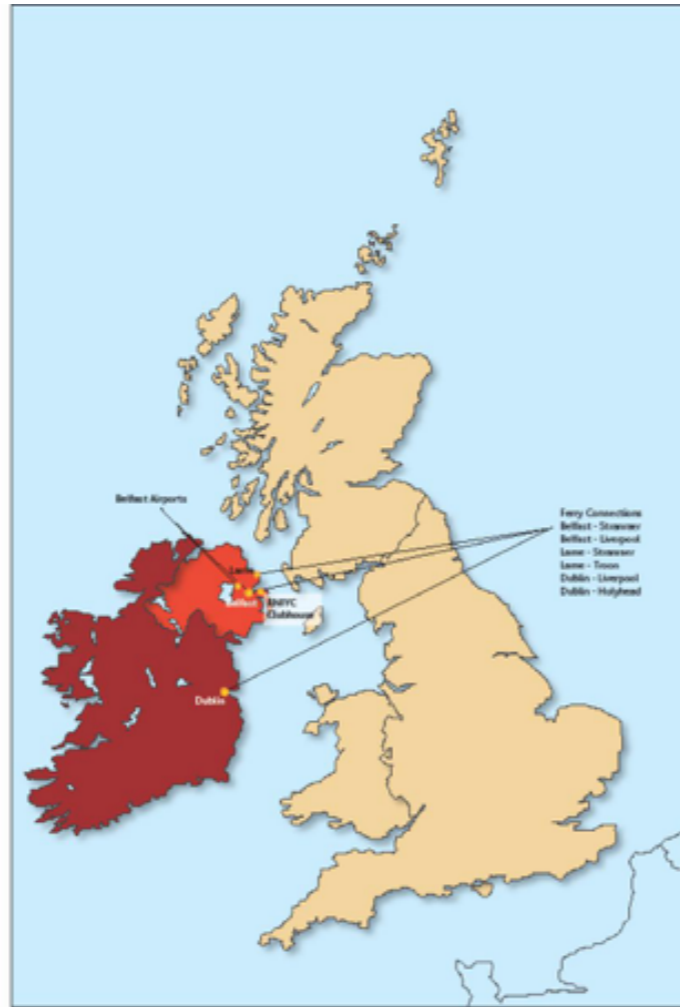 Belfast Airports
Ferry Connections
Belfast - Stranraer
Belfast - Liverpool
Larne - Stranraer
Larne - Troon
Dublin - Liverpool
Dublin - Holyhead
Larne
Belfast
Clubhouse
Dublin